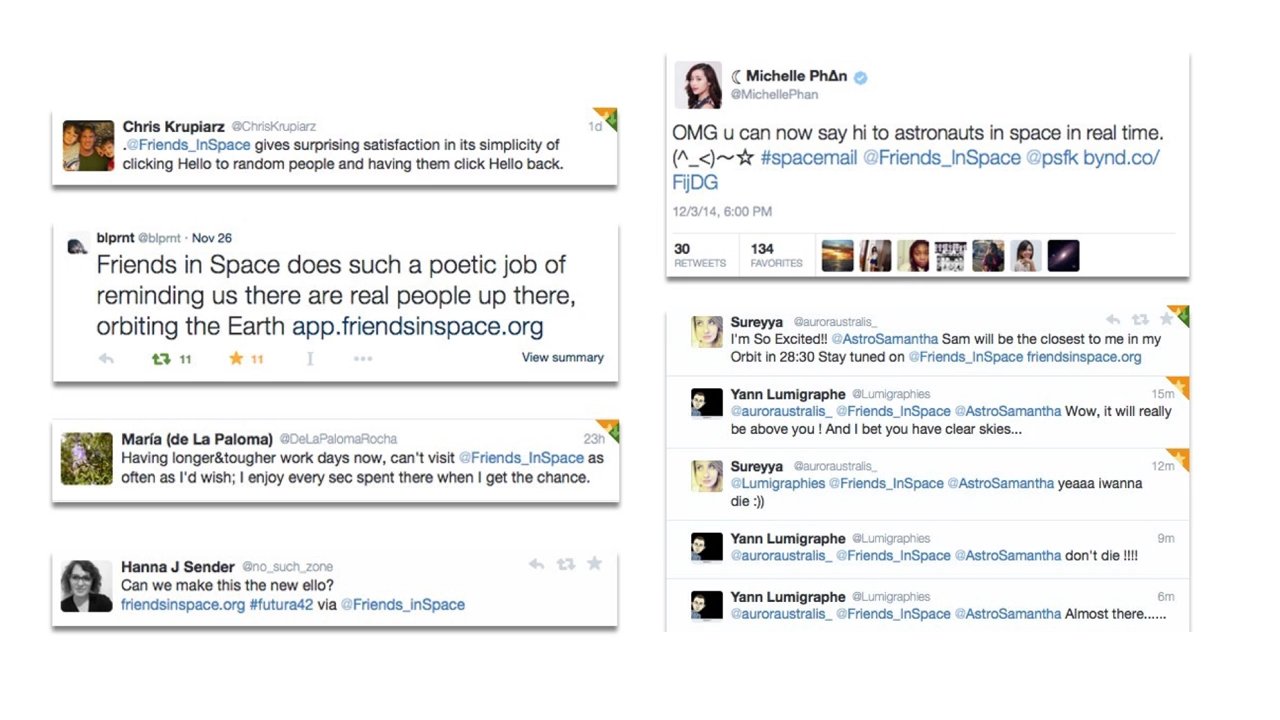 Chris Krupiarz @ChrisKrupiarz 1d
.@Friends_InSpace gives surprising satisfaction in its simplicity of
clicking Hello to random people and having them click Hello back.
blprnt @blprnt · Nov 26
Friends in Space does such a poetic job of
reminding us there are real people up there,
orbiting the Earth app.friendsinspace.org
11 11 View summary
María (de La Paloma) @DeLaPalomaRocha 23h
Having longer&tougher work days now, can't visit @Friends_InSpace as
often as I'd wish; I enjoy every sec spent there when I get the chance.
Hanna J Sender @no_such_zone
Can we make this the new ello?
friendsinspace.org #futura42 via @Friends_inSpace
☾ Michelle PhΔn
@MichellePhan
OMG u can now say hi to astronauts in space in real time.
(^_<)〜☆ #spacemail @Friends_InSpace @psfk bynd.co/
FijDG
12/3/14, 6:00 PM
30 134
RETWEETS FAVORITES
Sureyya @auroraustralis_
I'm So Excited!! @AstroSamantha Sam will be the closest to me in my
Orbit in 28:30 Stay tuned on @Friends_InSpace friendsinspace.org
Yann Lumigraphe @Lumigraphies 15m
@auroraustralis_ @Friends_InSpace @AstroSamantha Wow, it will really
be above you ! And I bet you have clear skies...
Sureyya @auroraustralis_ 12m
@Lumigraphies @Friends_InSpace @AstroSamantha yeaaa iwanna
die :))
Yann Lumigraphe @Lumigraphies 9m
@auroraustralis_ @Friends_InSpace @AstroSamantha don't die !!!!
Yann Lumigraphe @Lumigraphies 6m
@auroraustralis_ @Friends_InSpace @AstroSamantha Almost there......